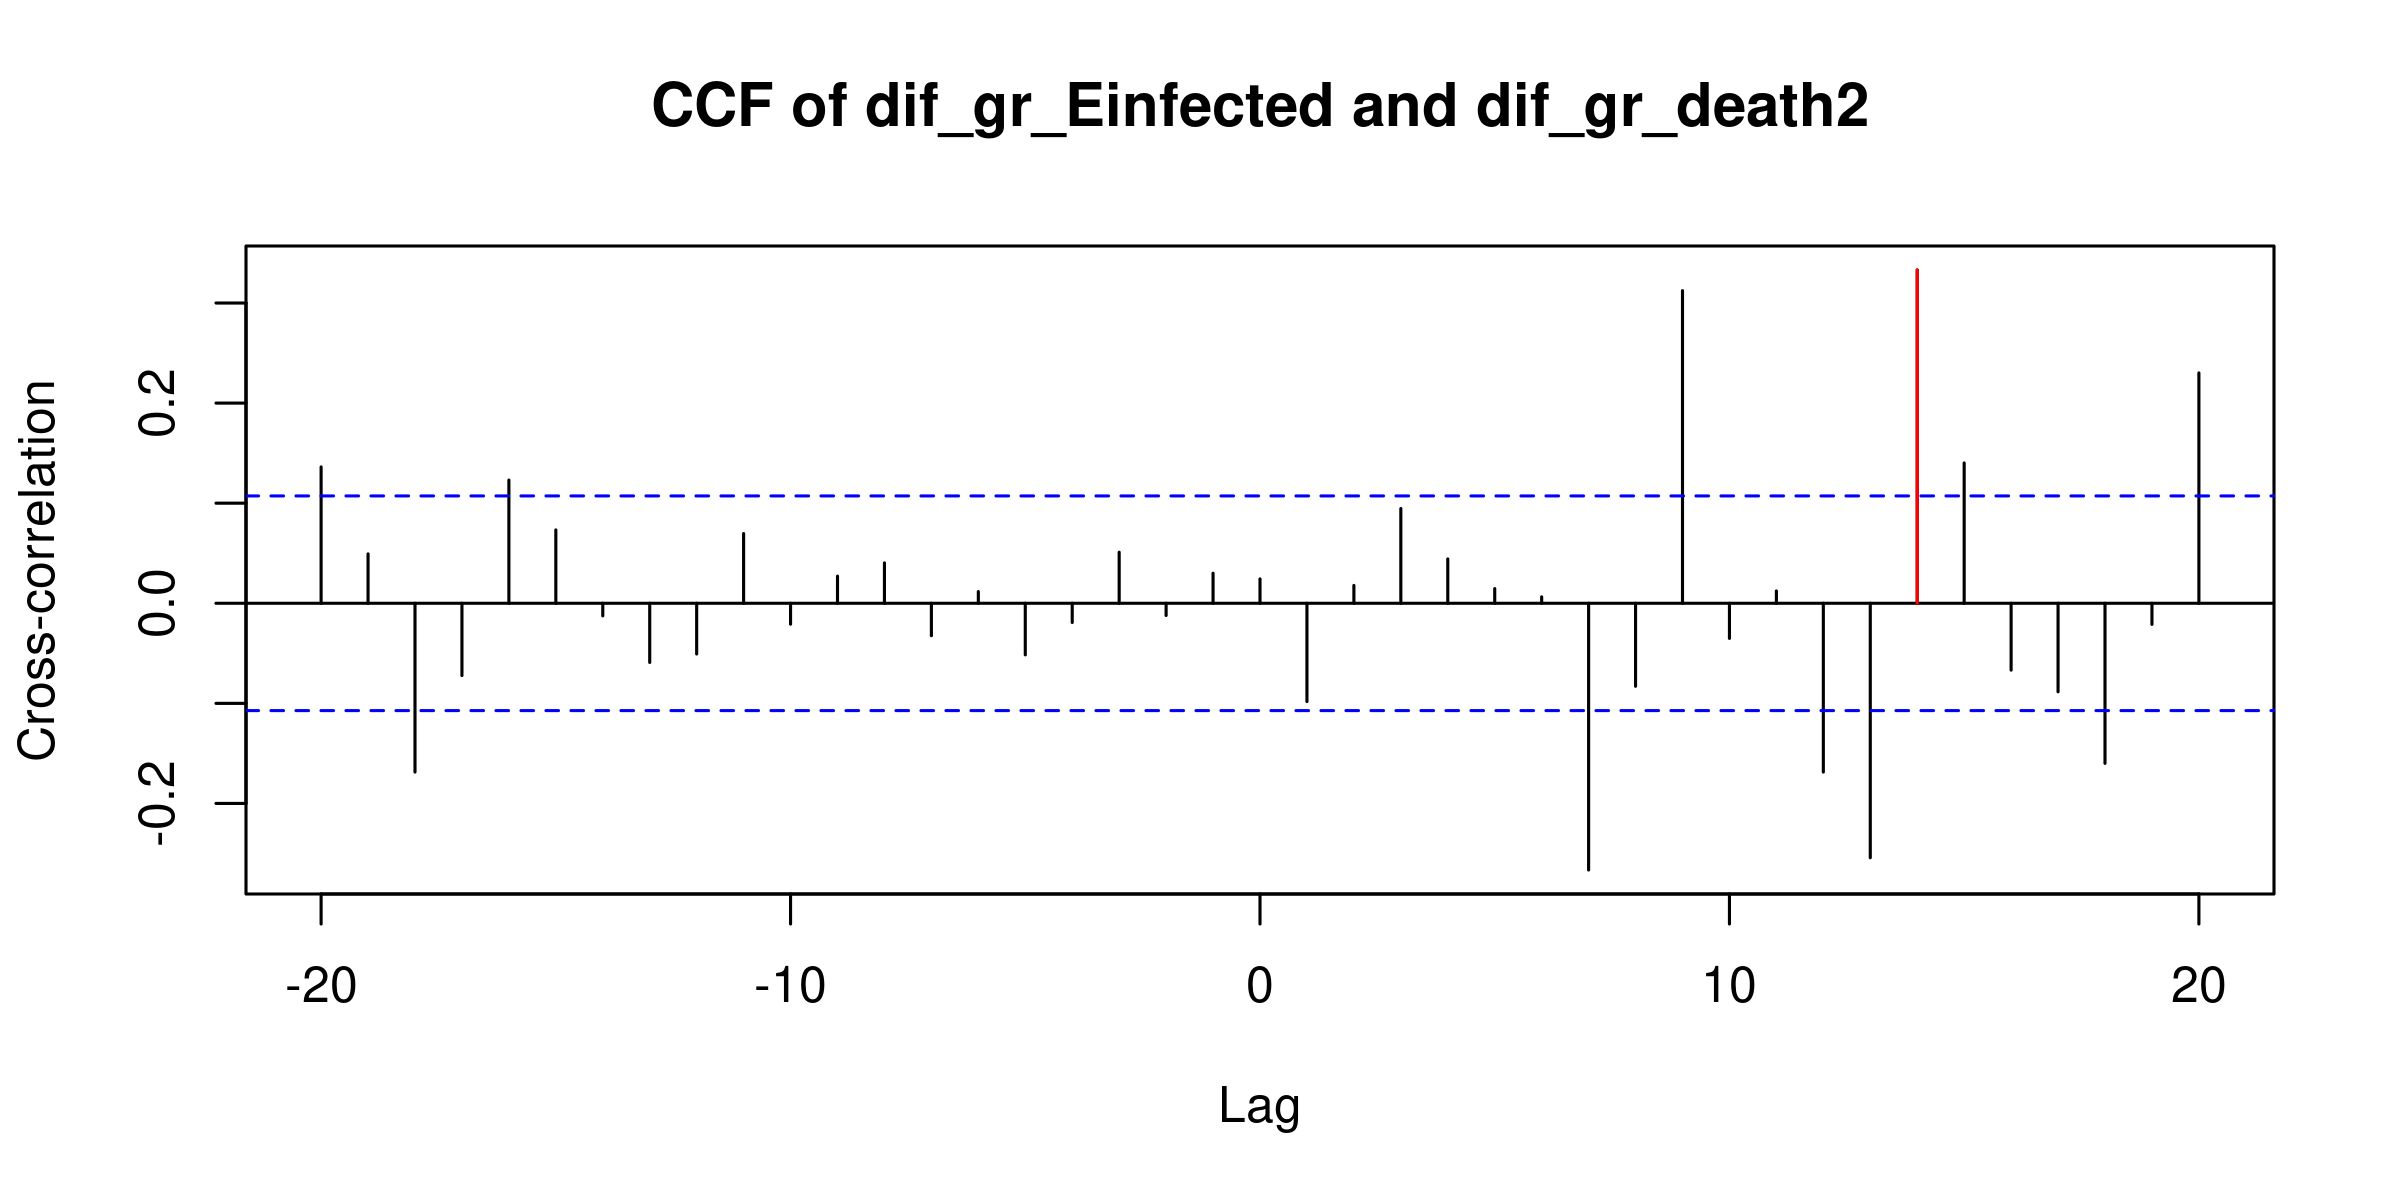 CCF of dif_gr_Einfected and dif_gr_death2
Cross-correlation
0.2
0.0
-0.2
-20 -10 0 10 20
Lag